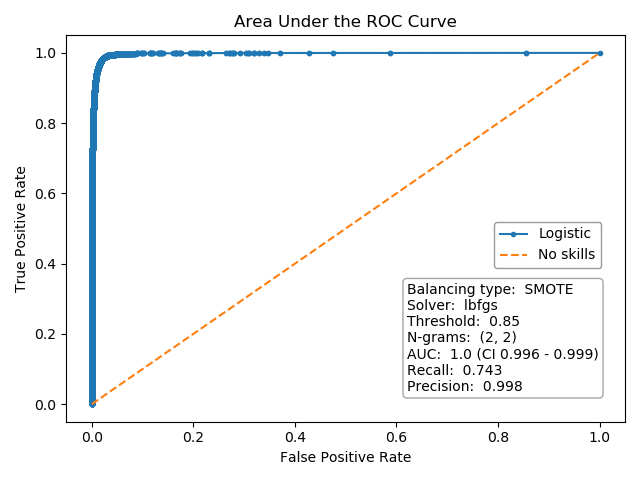 Area Under the ROC Curve
1.0
0.8
0.6
0.4
0.2
0.0
True Positive Rate
Logistic
No skills
Balancing type:  SMOTE
Solver:  lbfgs
Threshold:  0.85
N-grams:  (2, 2)
AUC:  1.0 (CI 0.996 - 0.999)
Recall:  0.743
Precision:  0.998
0.0 0.2 0.4 0.6 0.8 1.0
False Positive Rate